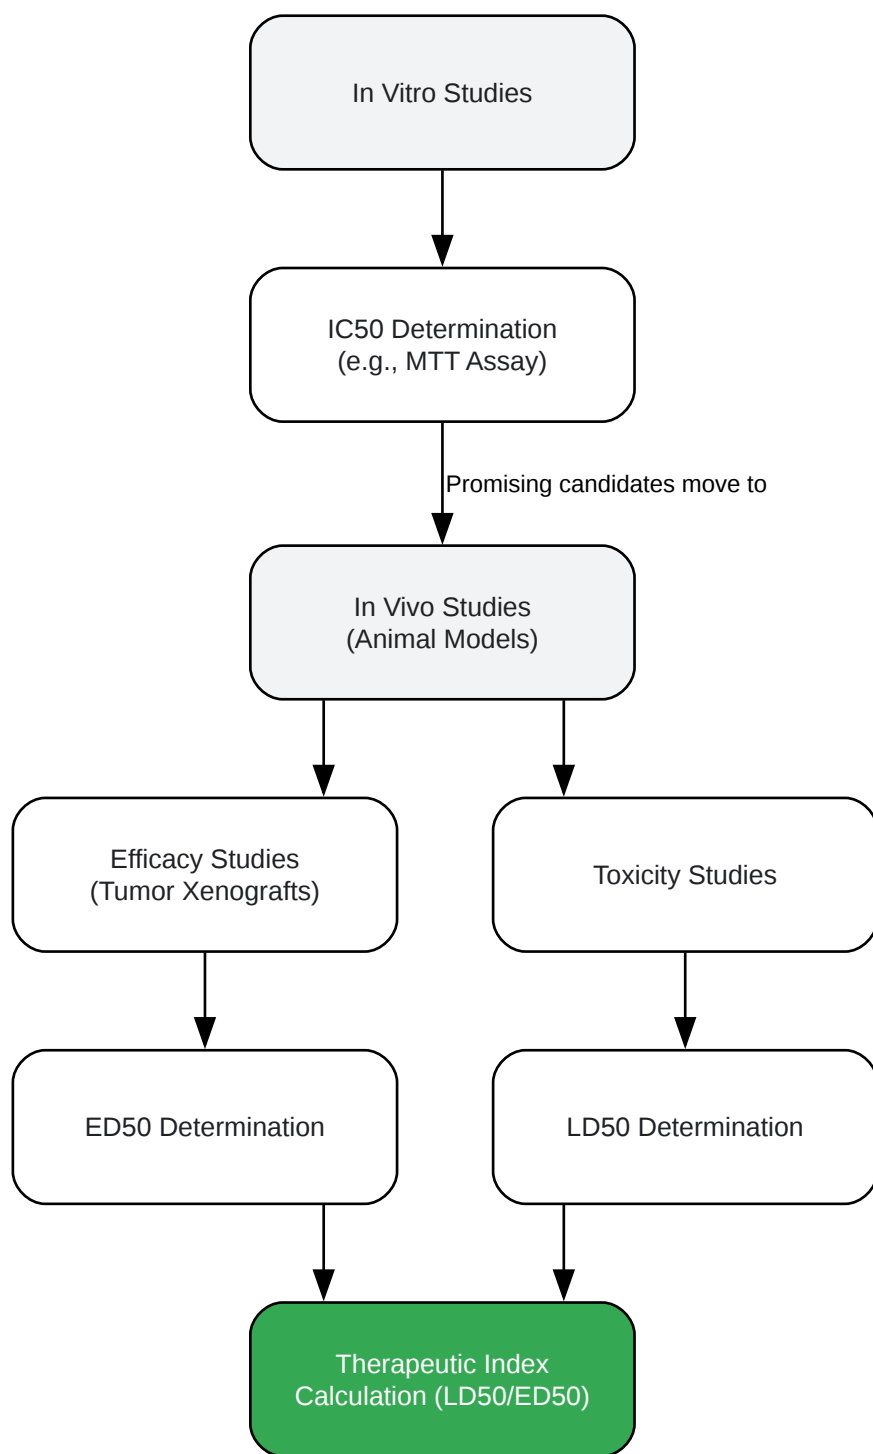 In Vitro Studies
IC50 Determination
(e.g., MTT Assay)
Promising candidates move to
In Vivo Studies
(Animal Models)
Efficacy Studies
(Tumor Xenografts)
Toxicity Studies
ED50 Determination
LD50 Determination
Therapeutic Index
Calculation (LD50/ED50)